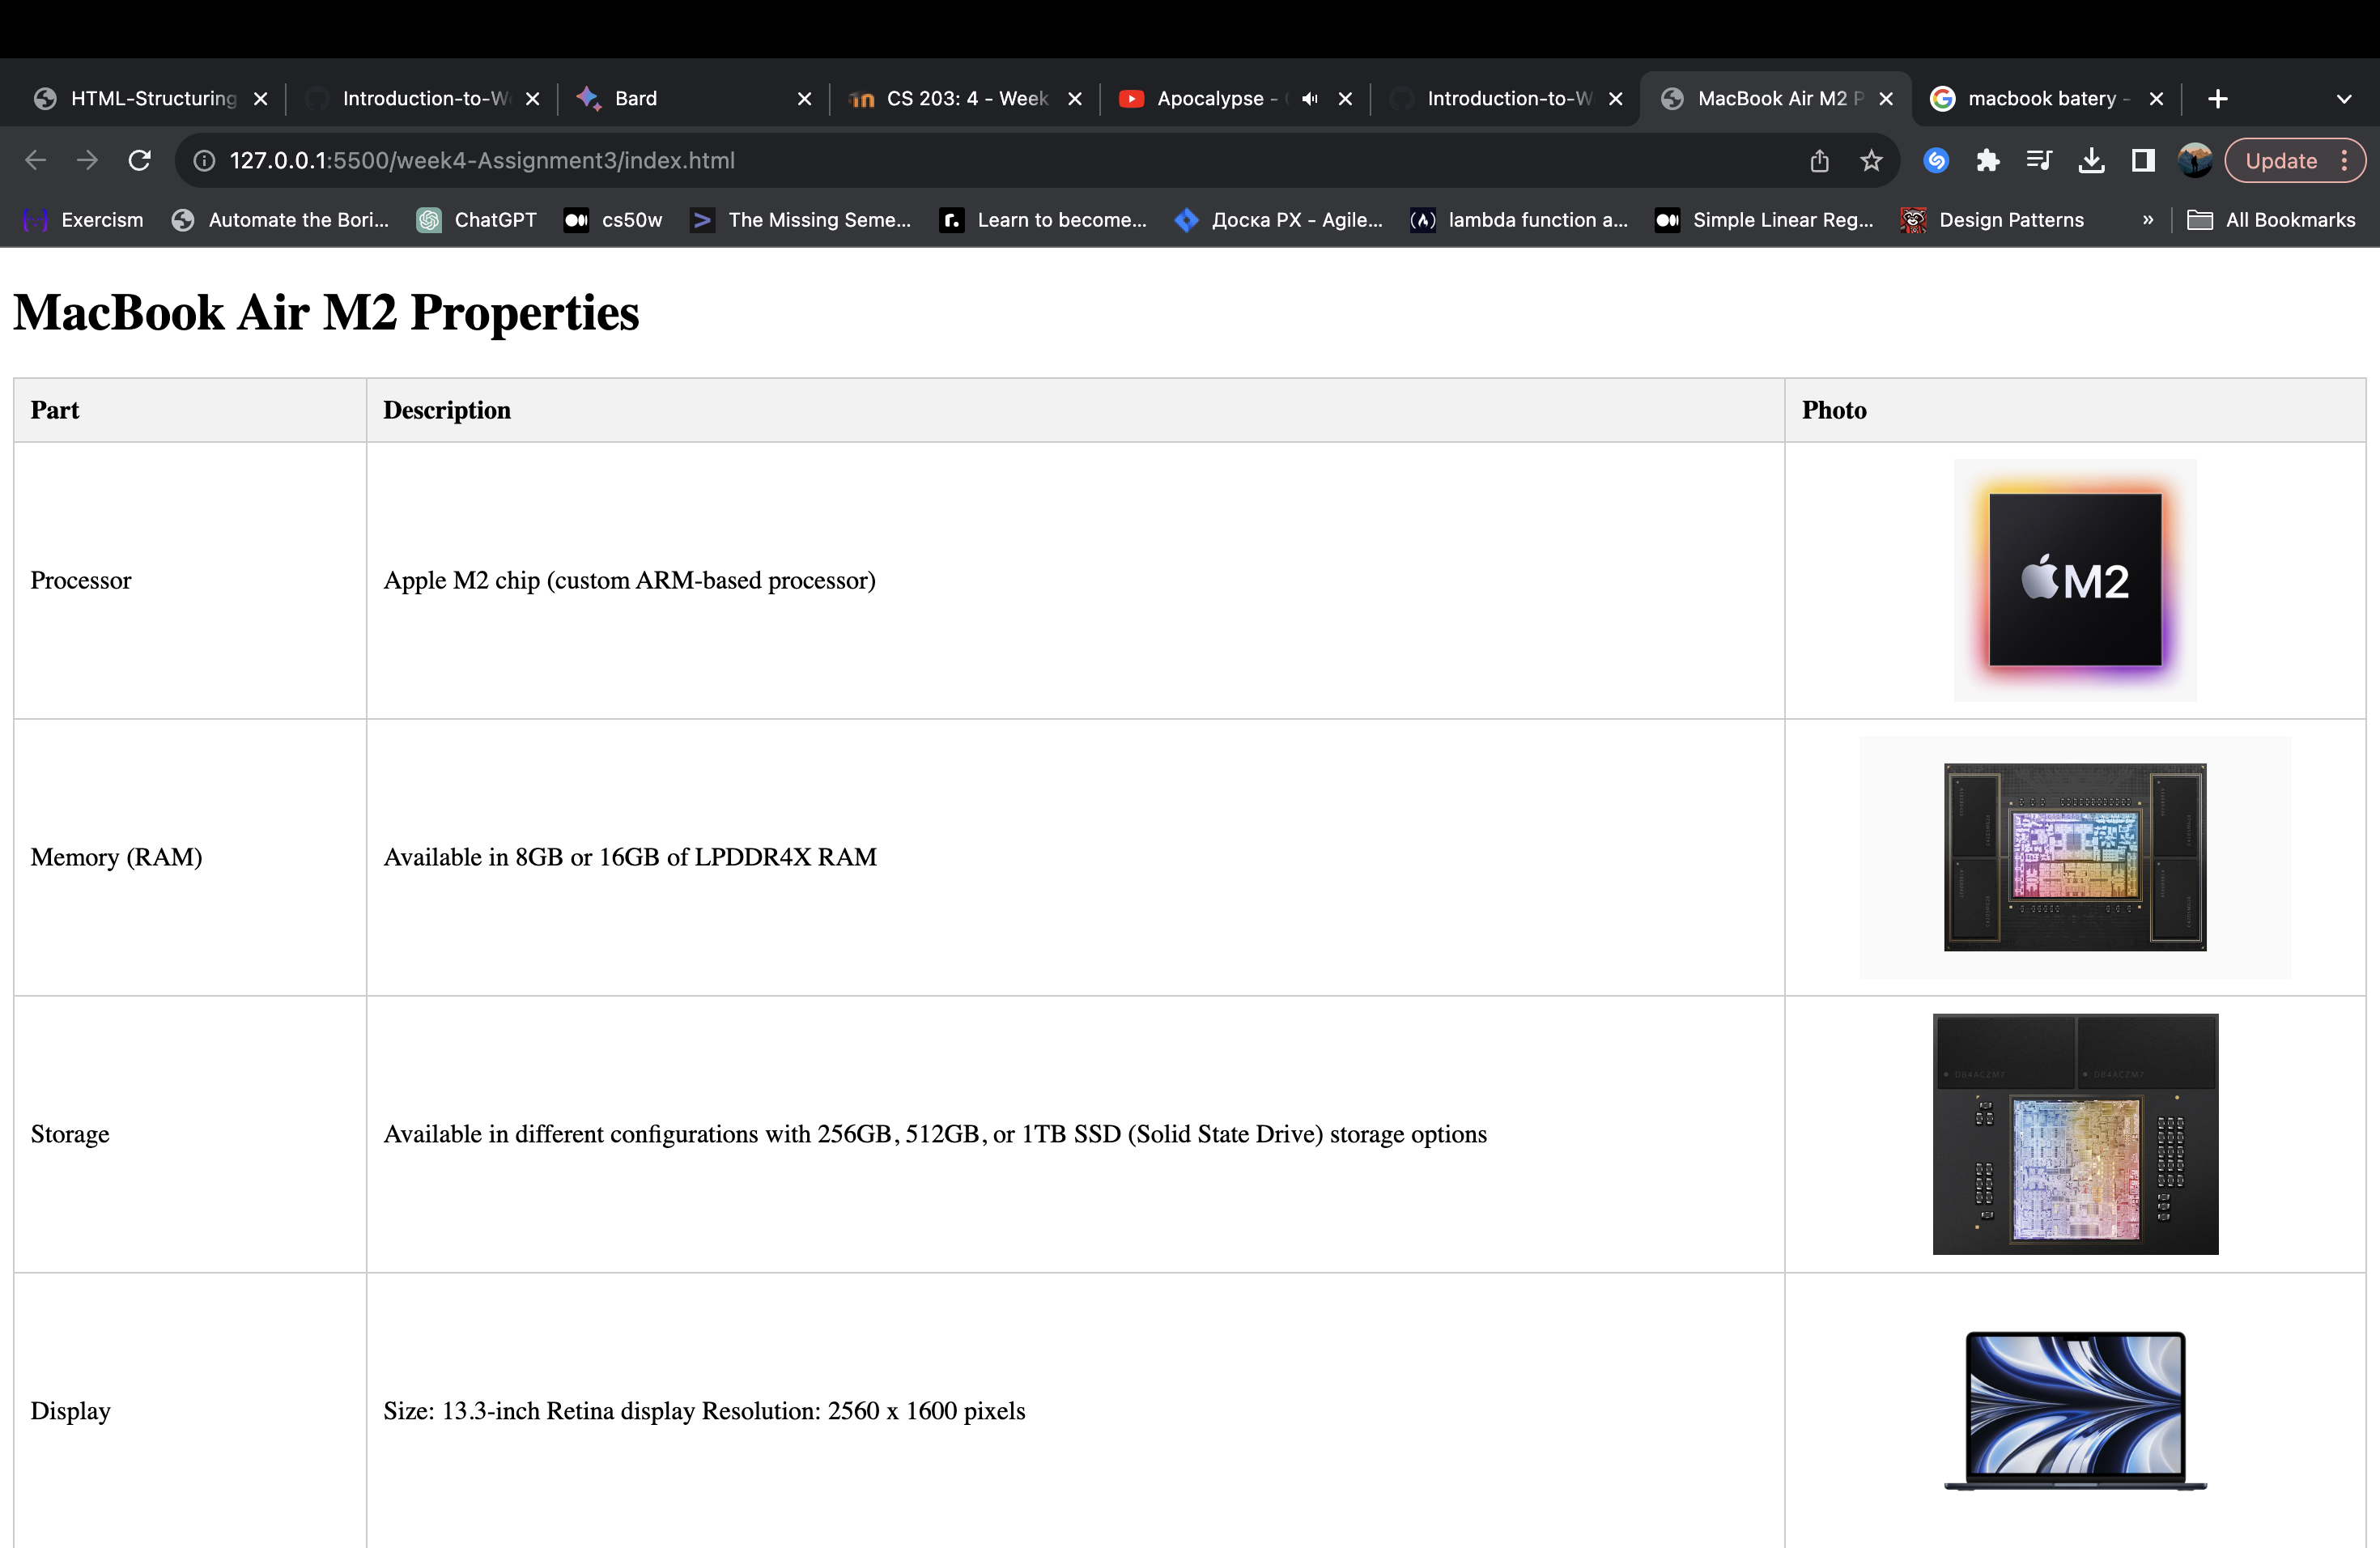 HTML-Structuring
Introduction-to-W
Bard
CS 203: 4 - Week
Apocalypse -
Introduction-to-W
MacBook Air M2 P
macbook batery -
127.0.0.1:5500/week4-Assignment3/index.html
Update
Exercism
Automate the Bori...
ChatGPT
cs50w
The Missing Seme...
Learn to become...
Доска PX - Agile...
lambda function a...
Simple Linear Reg...
Design Patterns
»
All Bookmarks
MacBook Air M2 Properties
Part Description Photo
Processor Apple M2 chip (custom ARM-based processor)
M2
Memory (RAM) Available in 8GB or 16GB of LPDDR4X RAM
Storage Available in different configurations with 256GB, 512GB, or 1TB SSD (Solid State Drive) storage options
Display Size: 13.3-inch Retina display Resolution: 2560 x 1600 pixels